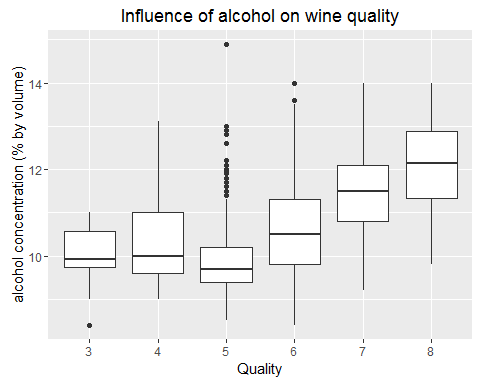 Influence of alcohol on wine quality
alcohol concentration (% by volume)
14
12
10
3 4 5 6 7 8
Quality